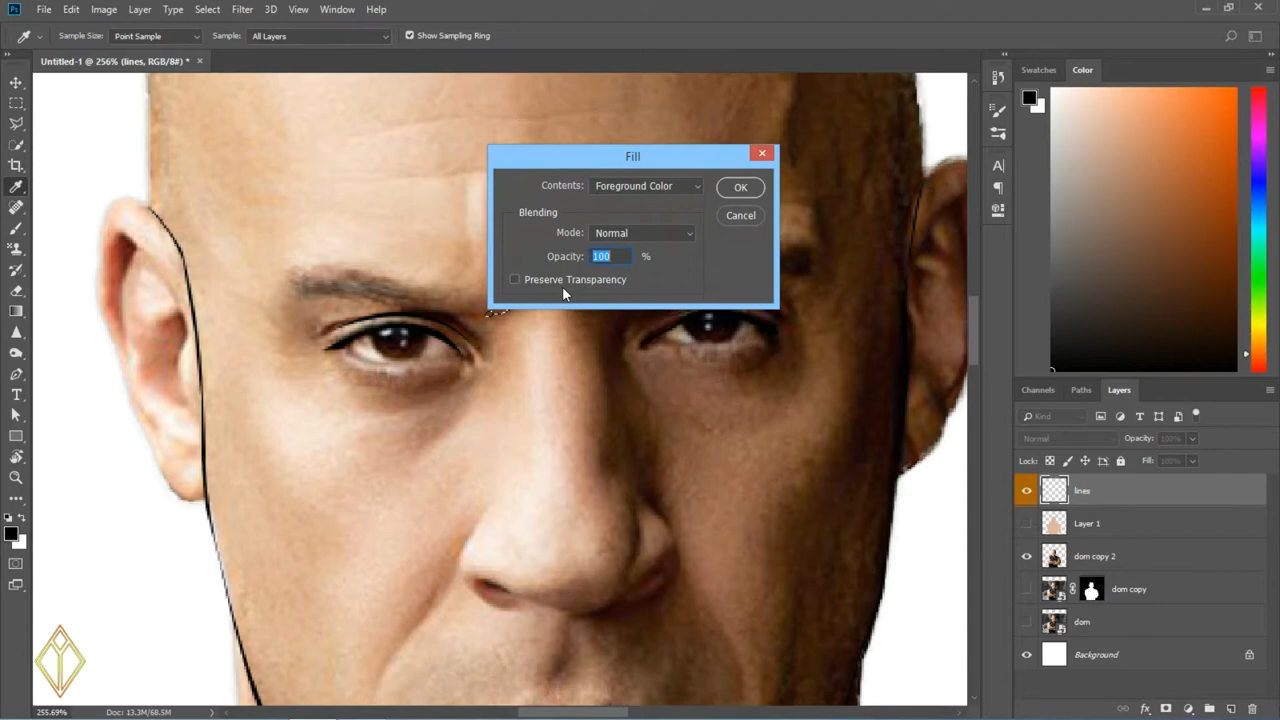 Ps File Edit Image Layer Type Select Filter 3D View Window Help
Sample Size: Point Sample Sample: All Layers Show Sampling Ring
Untitled-1 @ 256% (lines, RGB/8#) *
Swatches Color
Fill
Contents: Foreground Color OK
Blending Cancel
Mode: Normal
Opacity: 100 %
Preserve Transparency
Channels Paths Layers
Kind
Normal Opacity: 100%
Lock: Fill: 100%
lines
Layer 1
dom copy 2
dom copy
dom
Background
255.69% Doc: 13.3M/68.5M